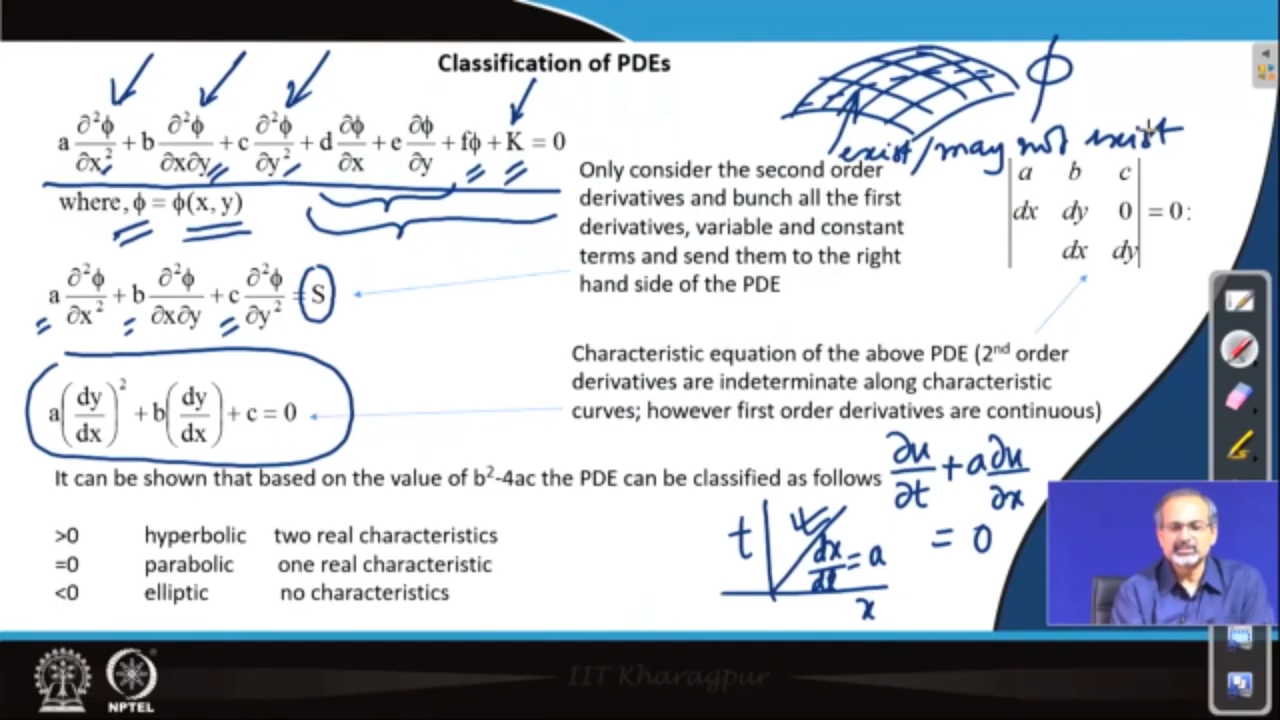 Classification of PDEs
a ∂²ϕ/∂x² + b ∂²ϕ/∂x∂y + c ∂²ϕ/∂y² + d ∂ϕ/∂x + e ∂ϕ/∂y + fϕ + K = 0
where, ϕ = ϕ(x, y)
ϕ
exist/may not exist
Only consider the second order
derivatives and bunch all the first
derivatives, variable and constant
terms and send them to the right
hand side of the PDE
a b c
dx dy 0 = 0:
dx dy
a ∂²ϕ/∂x² + b ∂²ϕ/∂x∂y + c ∂²ϕ/∂y² = S
Characteristic equation of the above PDE (2nd order
derivatives are indeterminate along characteristic
curves; however first order derivatives are continuous)
a(dy/dx)² + b(dy/dx) + c = 0
It can be shown that based on the value of b²-4ac the PDE can be classified as follows
>0 hyperbolic two real characteristics
=0 parabolic one real characteristic
<0 elliptic no characteristics
∂u/∂t + a ∂u/∂x
= 0
t
dx/dt = a
x
NPTEL
IIT Kharagpur